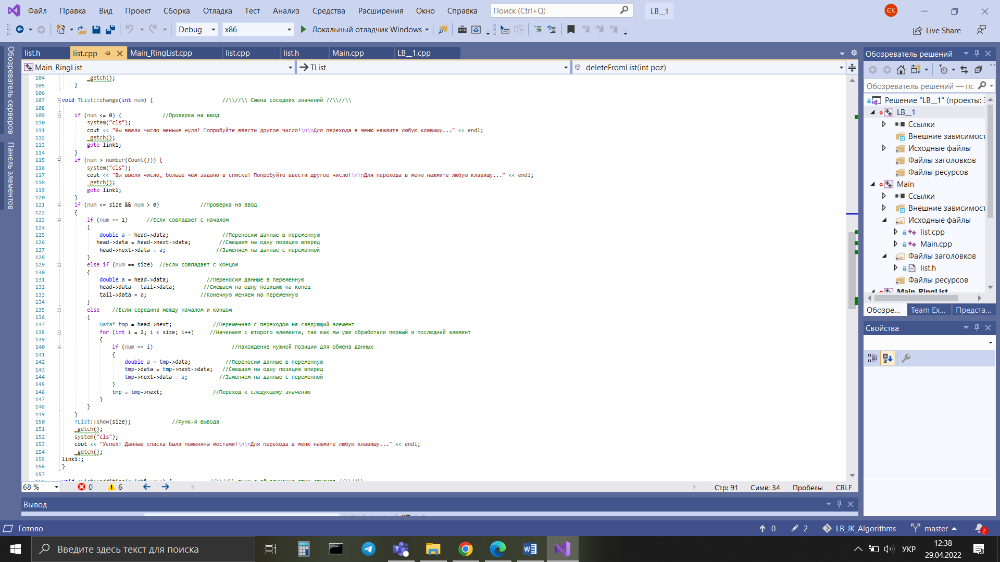 Файл Правка Вид Проект Сборка Отладка Тест Анализ Средства Расширения Окно Справка Поиск (Ctrl+Q) LB__1 ЄК
Debug x86 Локальный отладчик Windows Live Share
list.h list.cpp Main_RingList.cpp list.cpp list.h Main.cpp LB__1.cpp
Main_RingList TList deleteFromList(int poz)
Обозреватель серверов
Панель элементов
104 _getch();
105 }
106
107 void TList::change(int num) { //\\//\\ Смена соседних значений //\\//\\
108
109 if (num <= 0) { //Проверка на ввод
110 system("cls");
111 cout << "Вы ввели число меньше нуля! Попробуйте ввести другое число!\n\nДля перехода в меню нажмите любую клавишу..." << endl;
112 _getch();
113 goto link1;
114 }
115 if (num > number(Count())) {
116 system("cls");
117 cout << "Вы ввели число, больше чем задано в списке! Попробуйте ввести другое число!\n\nДля перехода в меню нажмите любую клавишу..." << endl;
118 _getch();
119 goto link1;
120 }
121 if (num <= size && num > 0) //Проверка на ввод
122 {
123 if (num == 1) //Если совпадает с началом
124 {
125 double a = head->data; //Переносим данные в переменную
126 head->data = head->next->data; //Смещаем на одну позицию вперед
127 head->next->data = a; //Заменяем на данные с переменной
128 }
129 else if (num == size) //Если совпадает с концом
130 {
131 double a = head->data; //Переносим данные в переменную
132 head->data = tail->data; //Смещаем на одну позицию на конец
133 tail->data = a; //Конечную меняем на переменную
134 }
135 else //Если середина между началом и концом
136 {
137 Data* tmp = head->next; //Переменная с переходом на следующий элемент
138 for (int i = 2; i < size; i++) //Начинаем с второго элемента, так как мы уже обработали первый и последний элемент
139 {
140 if (num == i) //Нахождение нужной позиции для обмена данных
141 {
142 double a = tmp->data; //Переносим данные в переменную
143 tmp->data = tmp->next->data; //Смещаем на одну позицию вперед
144 tmp->next->data = a; //Заменяем на данные с переменной
145 }
146 tmp = tmp->next; //Переход к следующему значению
147 }
148 }
149 }
150 TList::show(size); //Функ-я вывода
151 _getch();
152 system("cls");
153 cout << "Успех! Данные списка были поменяны местами!\n\nДля перехода в меню нажмите любую клавишу..." << endl;
154 _getch();
155 link1:;
156 }
157
68 % 0 6 Стр: 91 Симв: 34 Пробелы CRLF
Вывод
Обозреватель решений
Обозреватель решений — пс
Решение "LB__1" (проекты: 3
LB__1
Ссылки
Внешние зависимост
Исходные файлы
Файлы заголовков
Файлы ресурсов
Main
Ссылки
Внешние зависимост
Исходные файлы
list.cpp
Main.cpp
Файлы заголовков
list.h
Файлы ресурсов
Main_RingList
Обозре... Team Ex... Предста...
Свойства
Готово 0 2 LB_JK_Algorithms master 2
Введите здесь текст для поиска УКР 12:38
29.04.2022